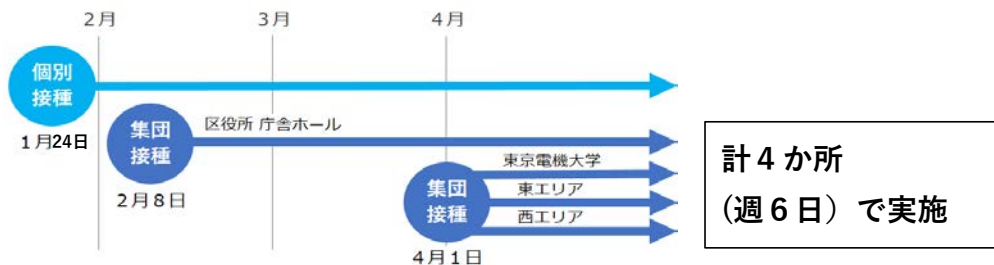 2月
3月
4月
個別
接種
1月24日
集団
接種
2月8日
区役所 庁舎ホール
集団
接種
4月1日
東京電機大学
東エリア
西エリア
計4か所
(週6日）で実施